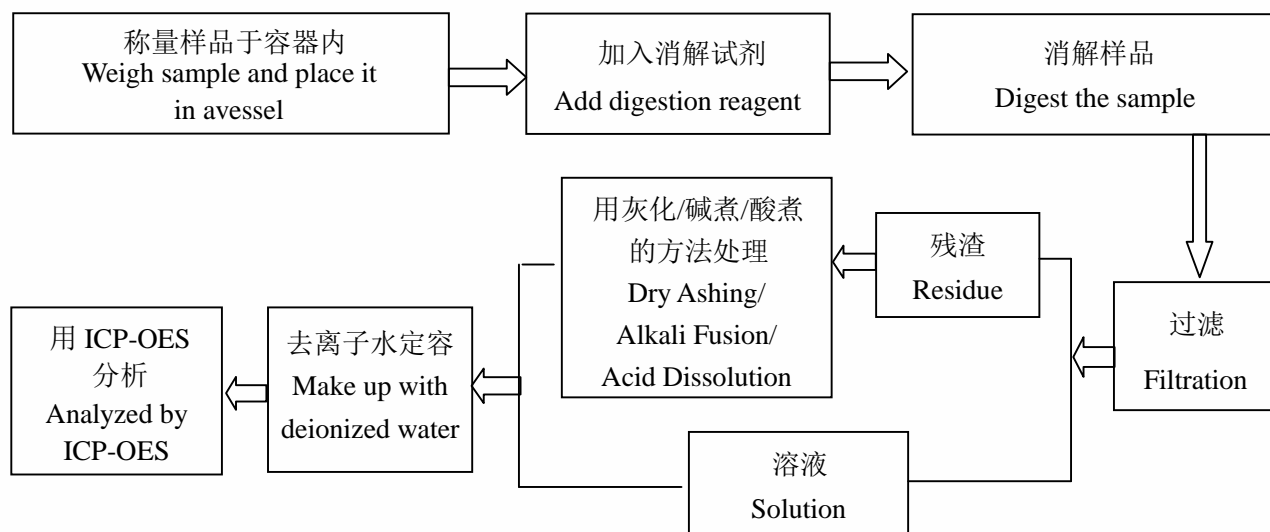 称量样品于容器内
Weigh sample and place it
in avessel
加入消解试剂
Add digestion reagent
消解样品
Digest the sample
过滤
Filtration
残渣
Residue
用灰化/碱煮/酸煮
的方法处理
Dry Ashing/
Alkali Fusion/
Acid Dissolution
溶液
Solution
去离子水定容
Make up with
deionized water
用 ICP-OES
分析
Analyzed by
ICP-OES